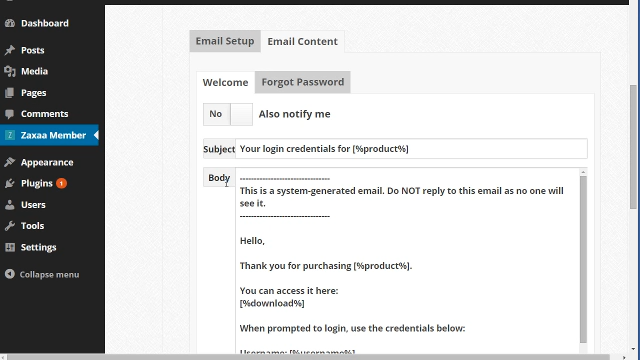 Dashboard
Posts
Media
Pages
Comments
Zaxaa Member
Appearance
Plugins 1
Users
Tools
Settings
Collapse menu
Email Setup Email Content
Welcome Forgot Password
No Also notify me
Subject Your login credentials for [%product%]
Body
-------------------------------
This is a system-generated email. Do NOT reply to this email as no one will
see it.
-------------------------------
Hello,
Thank you for purchasing [%product%].
You can access it here:
[%download%]
When prompted to login, use the credentials below:
Username: [%username%]